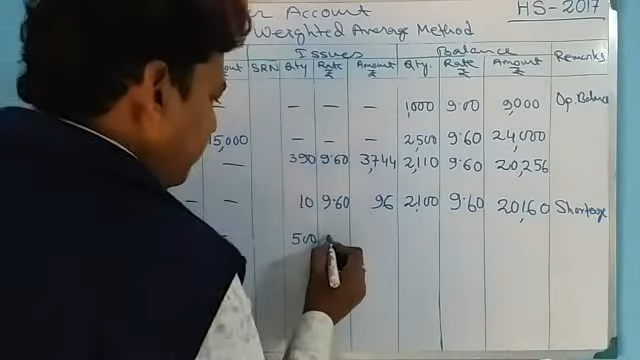 Account HS-2017
Weighted Average Method
Issues Balance
SRN Qty Rate ₹ Amount ₹ Qty. Rate ₹ Amount ₹ Remarks
— — — — 1,000 9.00 9,000 Op. Balance
15,000 — — — 2,500 9.60 24,000
— 390 9.60 3,744 2,110 9.60 20,256
— — 10 9.60 96 2,100 9.60 20,160 Shortage
500